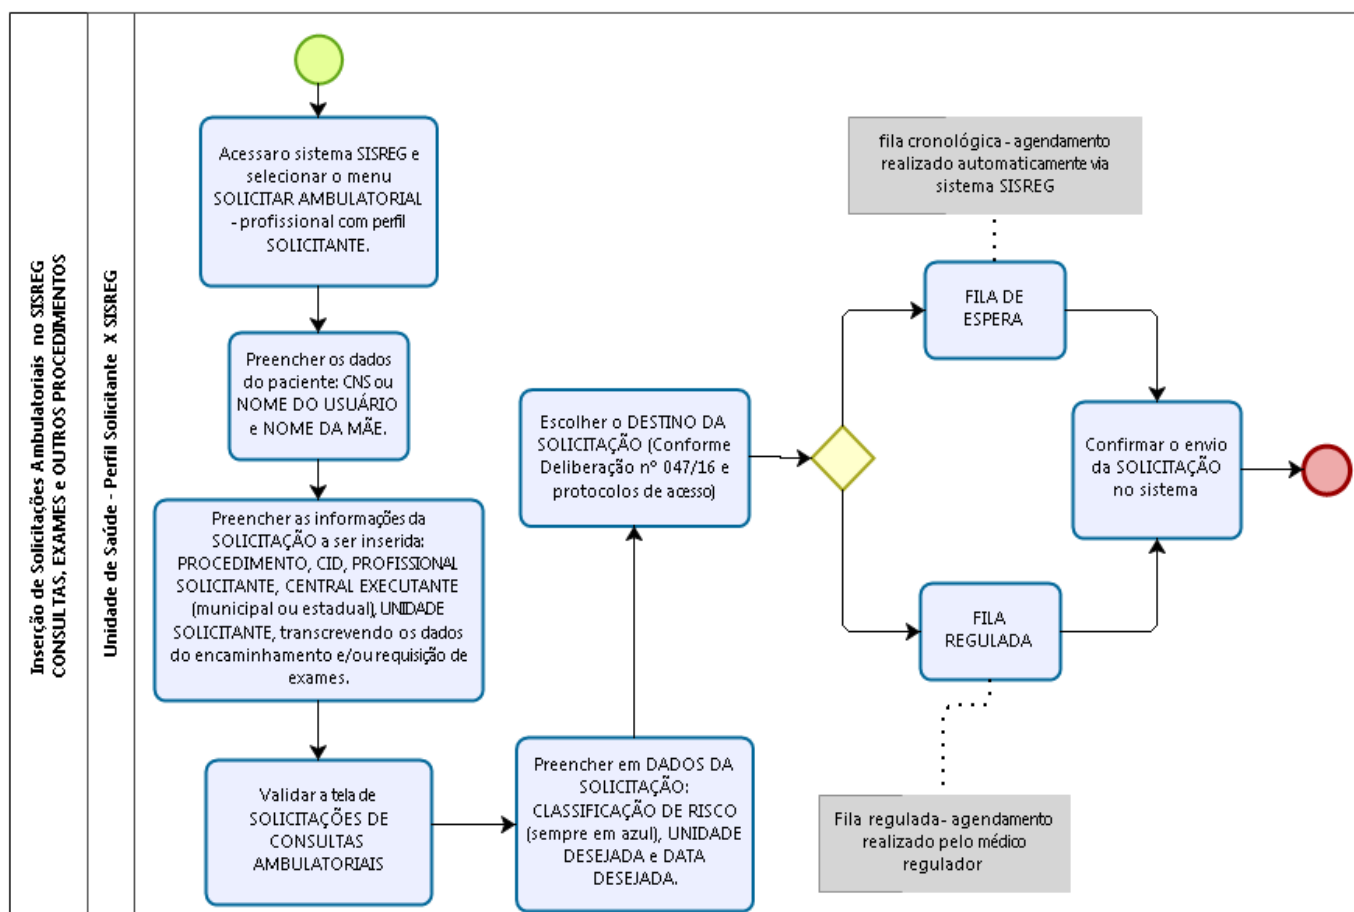 Inserção de Solicitações Ambulatoriais no SISREG
CONSULTAS, EXAMES e OUTROS PROCEDIMENTOS
Unidade de Saúde - Perfil Solicitante X SISREG
Acessar o sistema SISREG e
selecionar o menu
SOLICITAR AMBULATORIAL
- profissional com perfil
SOLICITANTE.
Preencher os dados
do paciente: CNS ou
NOME DO USUÁRIO
e NOME DA MÃE.
Preencher as informações da
SOLICITAÇÃO a ser inserida:
PROCEDIMENTO, CID, PROFISSIONAL
SOLICITANTE, CENTRAL EXECUTANTE
(municipal ou estadual), UNIDADE
SOLICITANTE, transcrevendo os dados
do encaminhamento e/ou requisição de
exames.
Validar a tela de
SOLICITAÇÕES DE
CONSULTAS
AMBULATORIAIS
Preencher em DADOS DA
SOLICITAÇÃO:
CLASSIFICAÇÃO DE RISCO
(sempre em azul), UNIDADE
DESEJADA e DATA
DESEJADA.
Escolher o DESTINO DA
SOLICITAÇÃO (Conforme
Deliberação nº 047/16 e
protocolos de acesso)
fila cronológica - agendamento
realizado automaticamente via
sistema SISREG
FILA DE
ESPERA
FILA
REGULADA
Fila regulada- agendamento
realizado pelo médico
regulador
Confirmar o envio
da SOLICITAÇÃO
no sistema